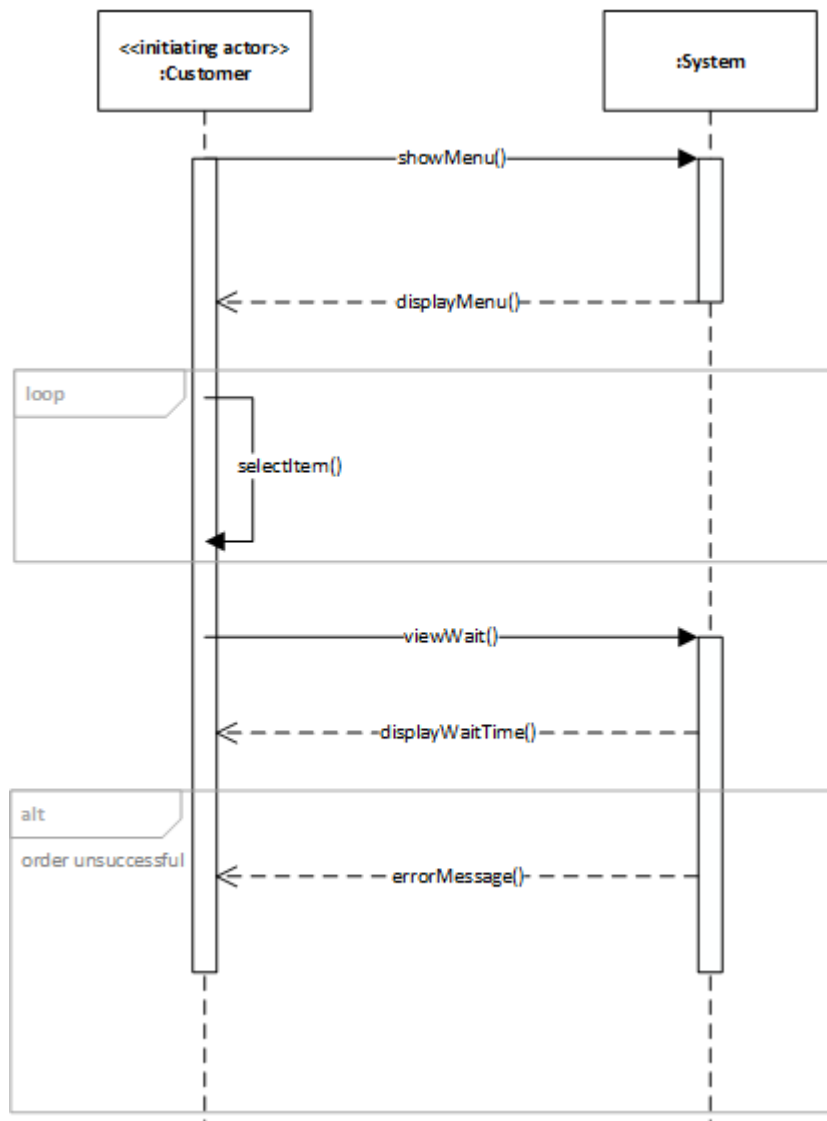 <<initiating actor>>
:Customer
:System
showMenu()
displayMenu()
loop
selectItem()
viewWait()
displayWaitTime()
alt
order unsuccessful
errorMessage()